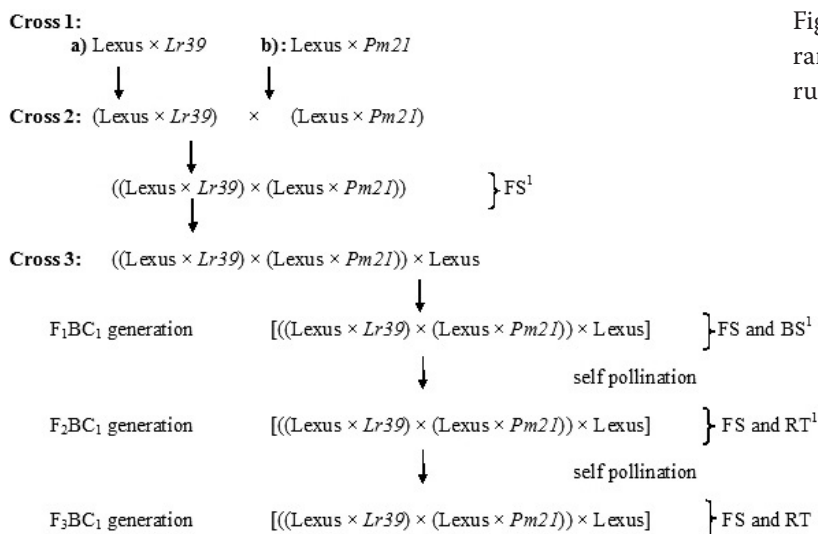 Cross 1:
a) Lexus × Lr39 b): Lexus × Pm21
Cross 2: (Lexus × Lr39) × (Lexus × Pm21)
((Lexus × Lr39) × (Lexus × Pm21)) }FS¹
Cross 3: ((Lexus × Lr39) × (Lexus × Pm21)) × Lexus
F₁BC₁ generation [((Lexus × Lr39) × (Lexus × Pm21)) × Lexus] }FS and BS¹
self pollination
F₂BC₁ generation [((Lexus × Lr39) × (Lexus × Pm21)) × Lexus] } FS and RT¹
self pollination
F₃BC₁ generation [((Lexus × Lr39) × (Lexus × Pm21)) × Lexus] } FS and RT